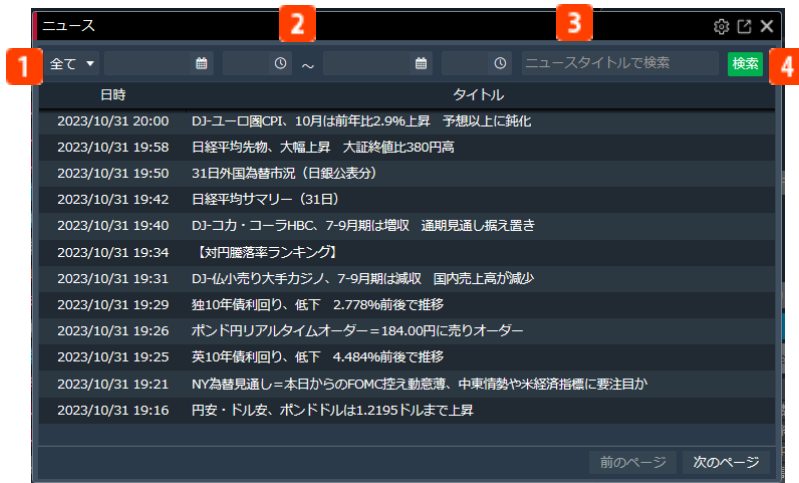 ニュース
2
3
1
全て
～
ニュースタイトルで検索
検索
4
日時 タイトル
2023/10/31 20:00 DJ-ユーロ圏CPI、10月は前年比2.9%上昇　予想以上に鈍化
2023/10/31 19:58 日経平均先物、大幅上昇　大証終値比380円高
2023/10/31 19:50 31日外国為替市況（日銀公表分）
2023/10/31 19:42 日経平均サマリー（31日）
2023/10/31 19:40 DJ-コカ・コーラHBC、7-9月期は増収　通期見通し据え置き
2023/10/31 19:34 【対円騰落率ランキング】
2023/10/31 19:31 DJ-仏小売り大手カジノ、7-9月期は減収　国内売上高が減少
2023/10/31 19:29 独10年債利回り、低下　2.778%前後で推移
2023/10/31 19:26 ポンド円リアルタイムオーダー＝184.00円に売りオーダー
2023/10/31 19:25 英10年債利回り、低下　4.484%前後で推移
2023/10/31 19:21 NY為替見通し＝本日からのFOMC控え動意薄、中東情勢や米経済指標に要注目か
2023/10/31 19:16 円安・ドル安、ポンドドルは1.2195ドルまで上昇
前のページ 次のページ